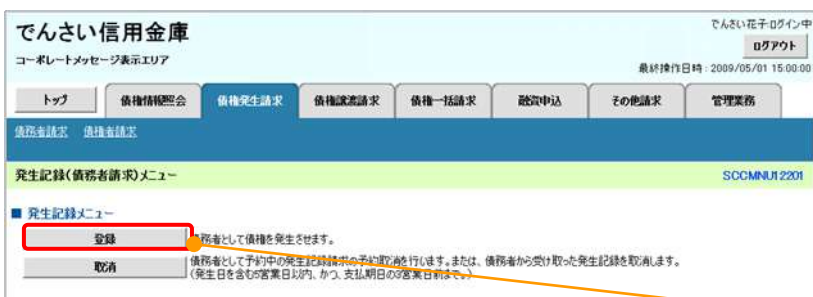 でんさい信用金庫
でんさい花子:ログイン中
ログアウト
コーポレートメッセージ表示エリア
最終操作日時：2009/05/01 15:00:00
トップ 債権情報照会 債権発生請求 債権譲渡請求 債権一括請求 融資申込 その他請求 管理業務
債務者請求 債権者請求
発生記録(債務者請求)メニュー SCCMNU12201
■ 発生記録メニュー
登録 債務者として債権を発生させます。
取消 債務者として予約中の発生記録請求の予約取消を行います。または、債務者から受け取った発生記録を取消します。
(発生日を含む5営業日以内、かつ、支払期日の3営業日前まで。)